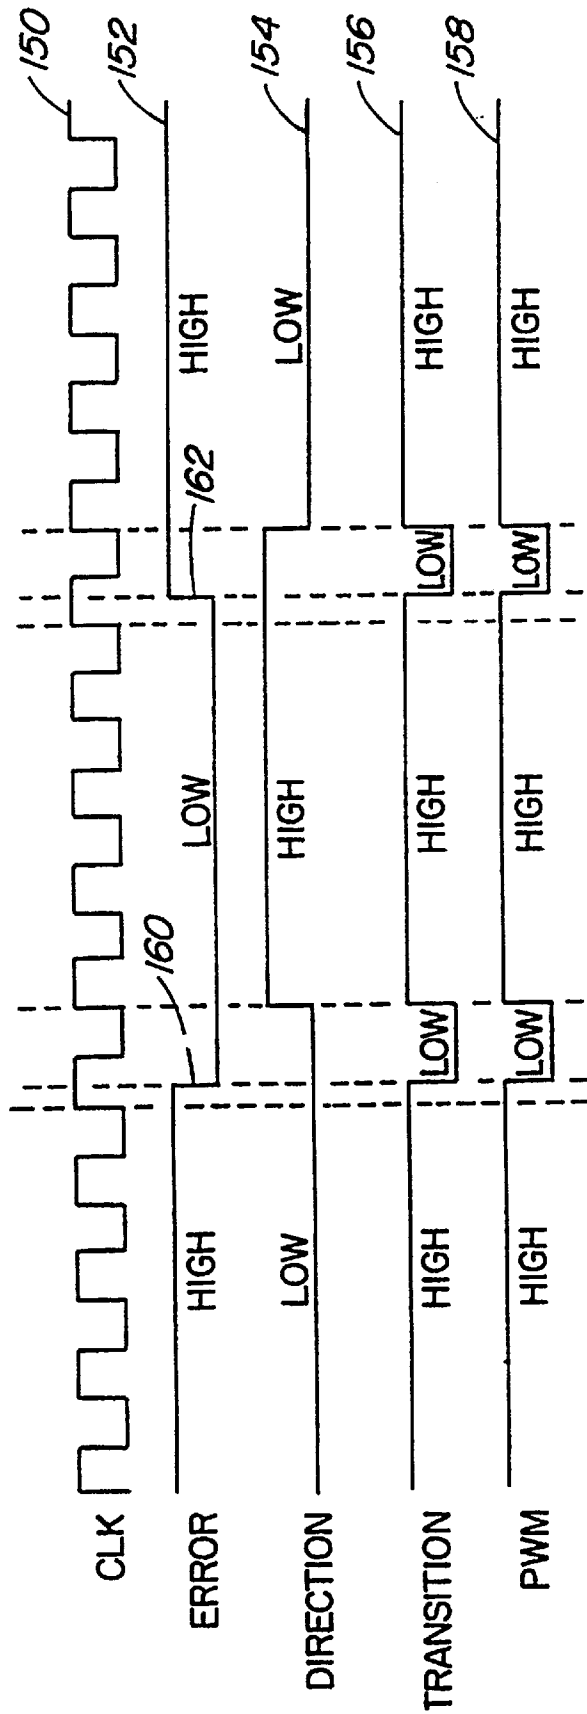 CLK 150
ERROR HIGH 160 LOW 162 HIGH 152
DIRECTION LOW HIGH LOW 154
TRANSITION HIGH LOW HIGH LOW HIGH 156
PWM HIGH LOW HIGH LOW HIGH 158